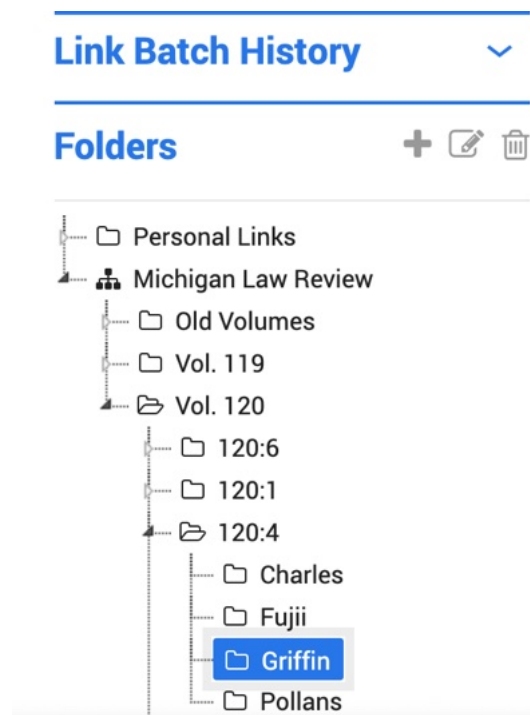 Link Batch History
Folders
Personal Links
Michigan Law Review
Old Volumes
Vol. 119
Vol. 120
120:6
120:1
120:4
Charles
Fujii
Griffin
Pollans